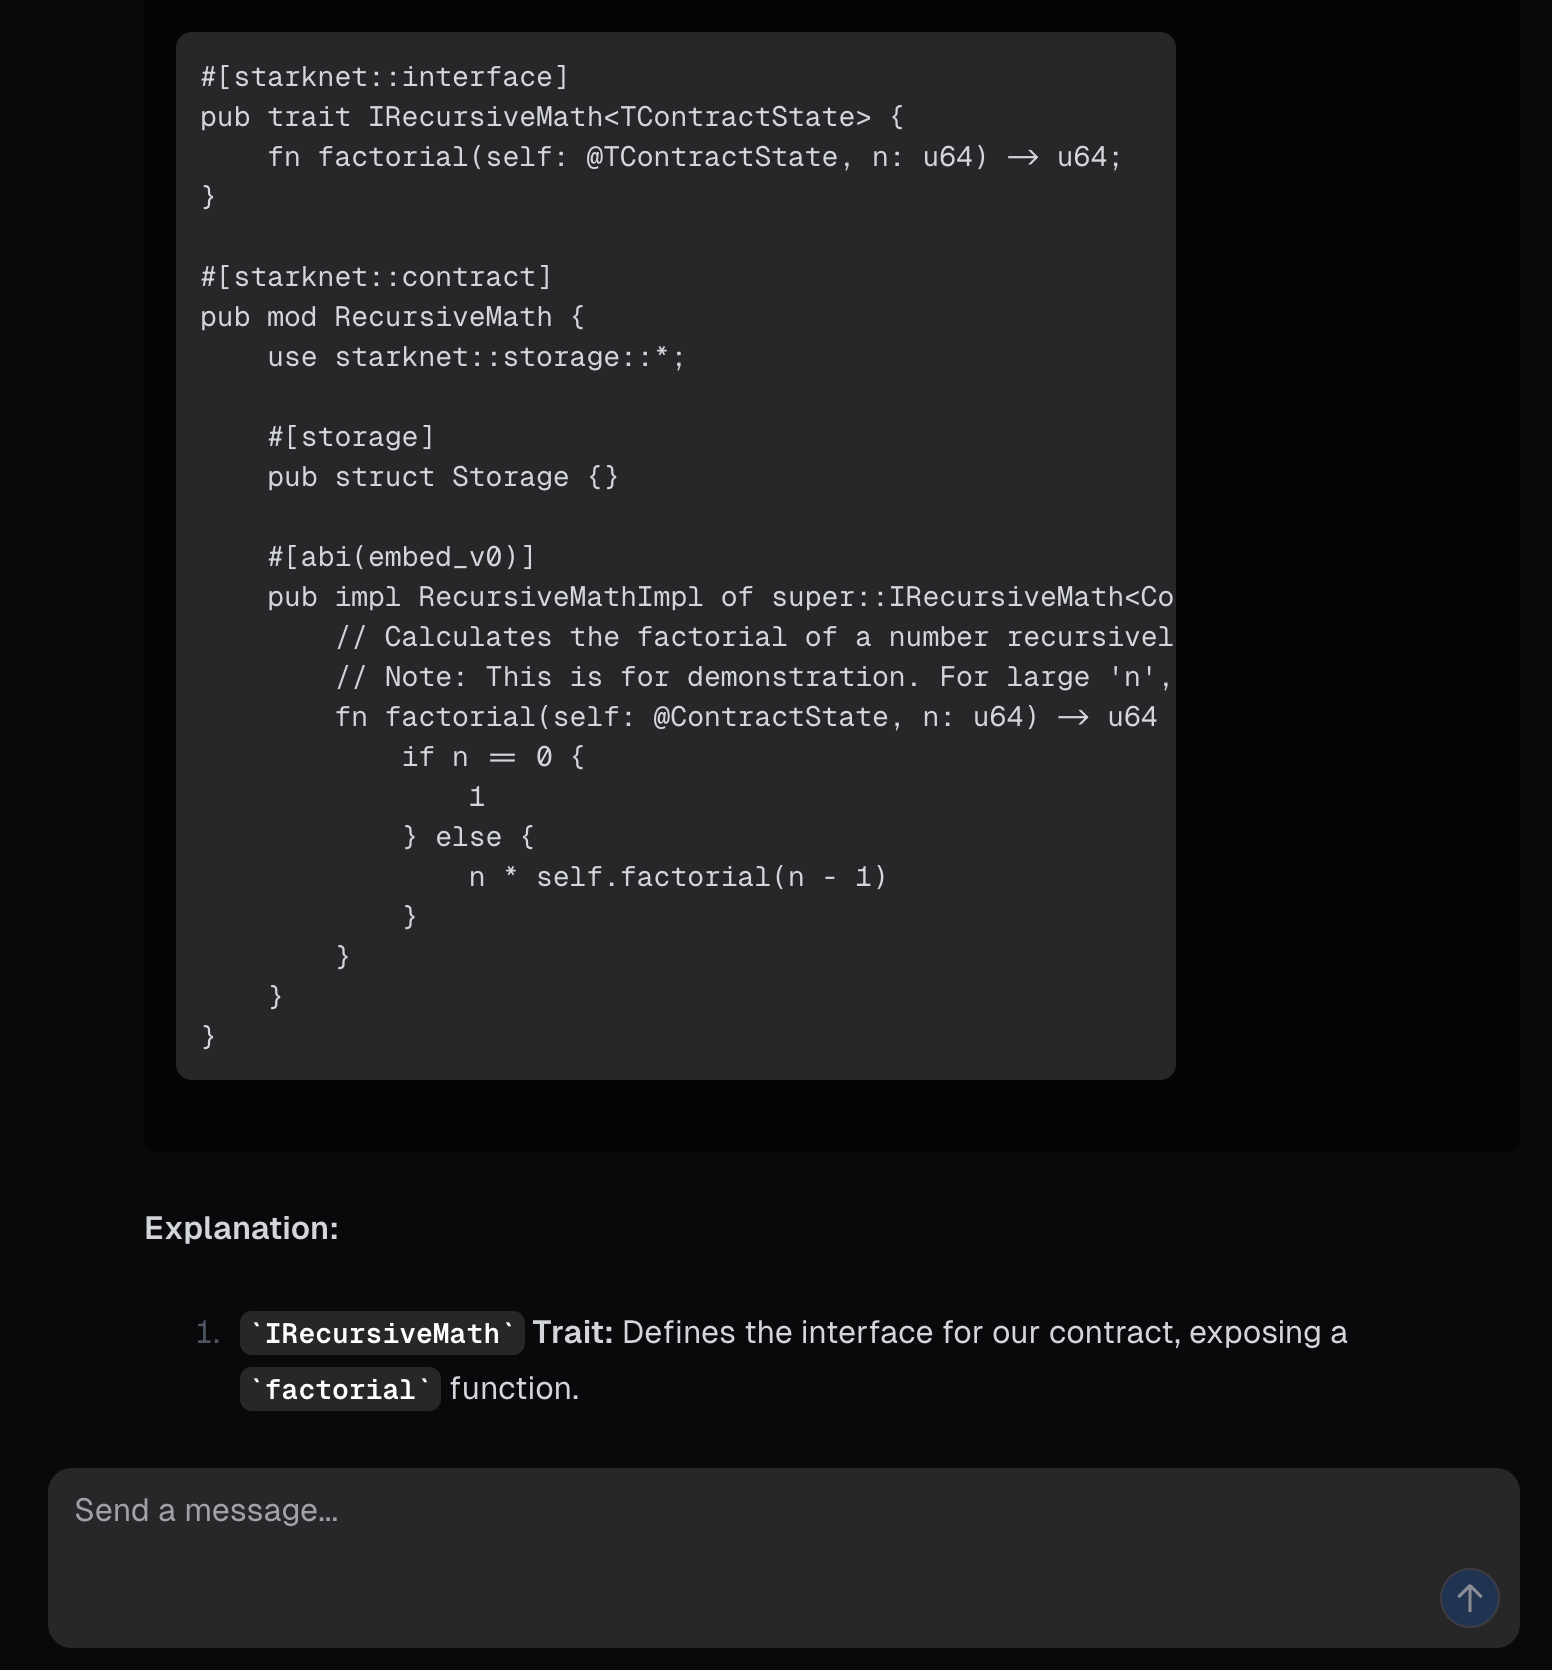 #[starknet::interface]
pub trait IRecursiveMath<TContractState> {
    fn factorial(self: @TContractState, n: u64) -> u64;
}

#[starknet::contract]
pub mod RecursiveMath {
    use starknet::storage::*;

    #[storage]
    pub struct Storage {}

    #[abi(embed_v0)]
    pub impl RecursiveMathImpl of super::IRecursiveMath<Co
        // Calculates the factorial of a number recursivel
        // Note: This is for demonstration. For large 'n',
        fn factorial(self: @ContractState, n: u64) -> u64
            if n == 0 {
                1
            } else {
                n * self.factorial(n - 1)
            }
        }
    }
}
Explanation:
1. `IRecursiveMath` Trait: Defines the interface for our contract, exposing a
`factorial` function.
Send a message...